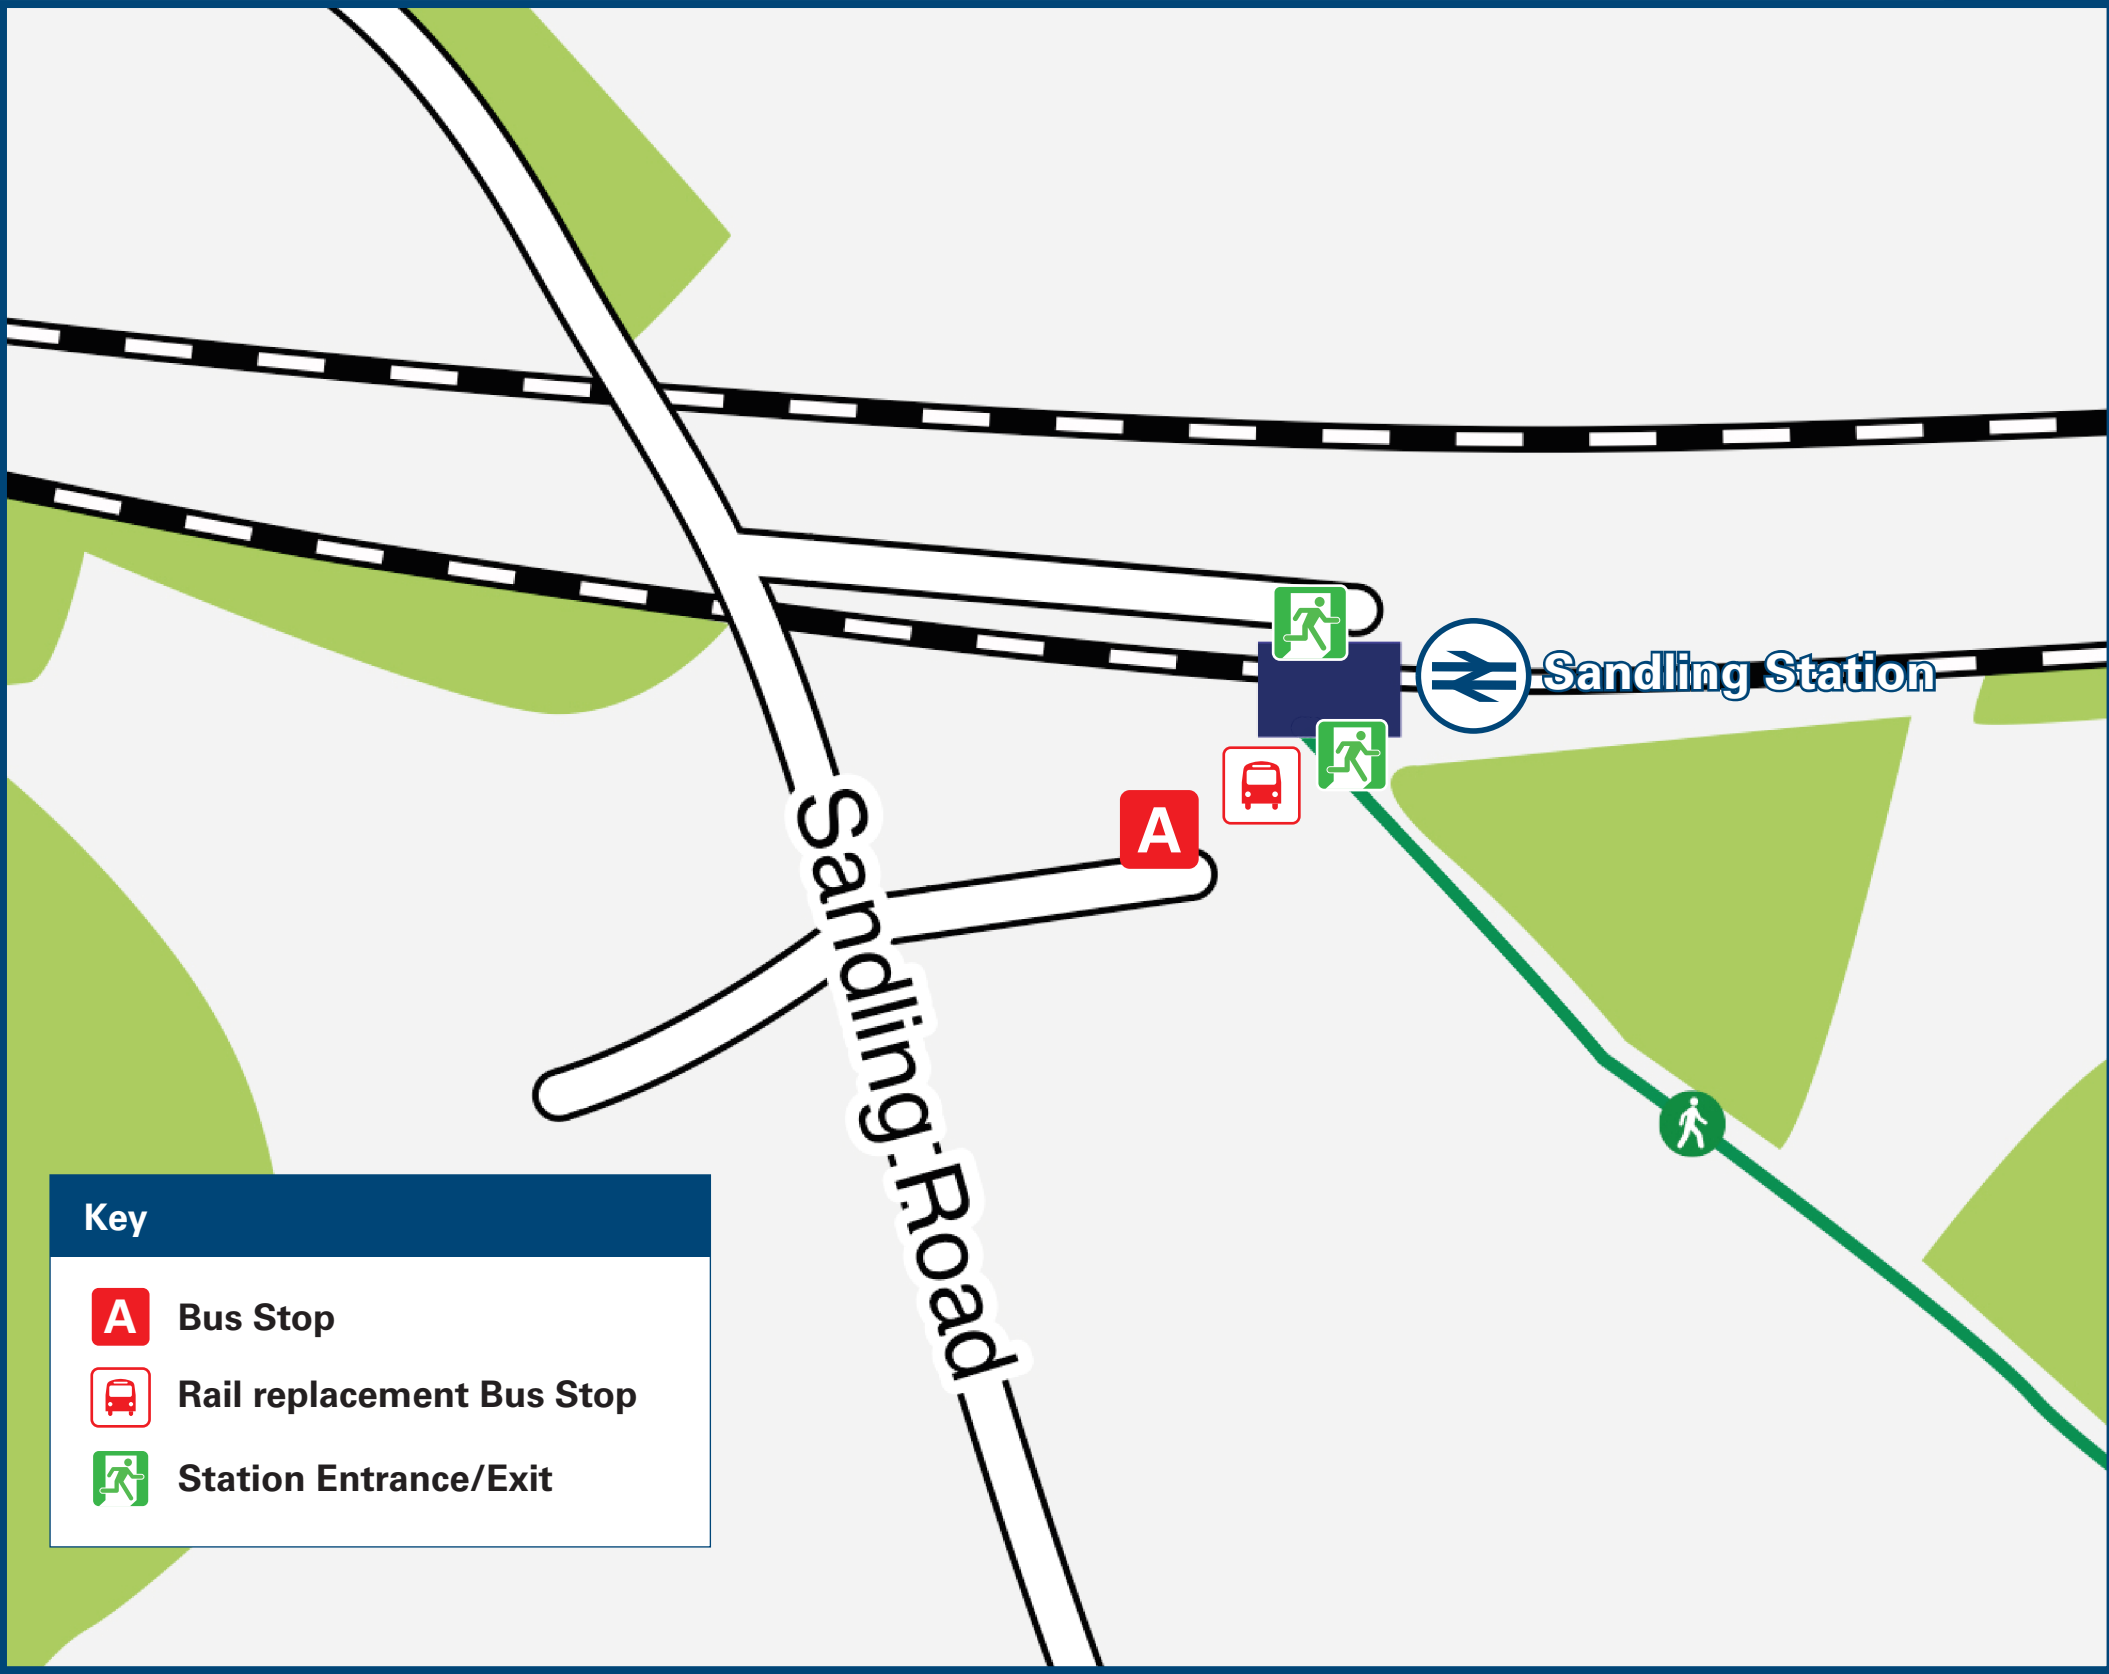 Sandling Station
A
Sandling Road
Key
A Bus Stop
Rail replacement Bus Stop
Station Entrance/Exit